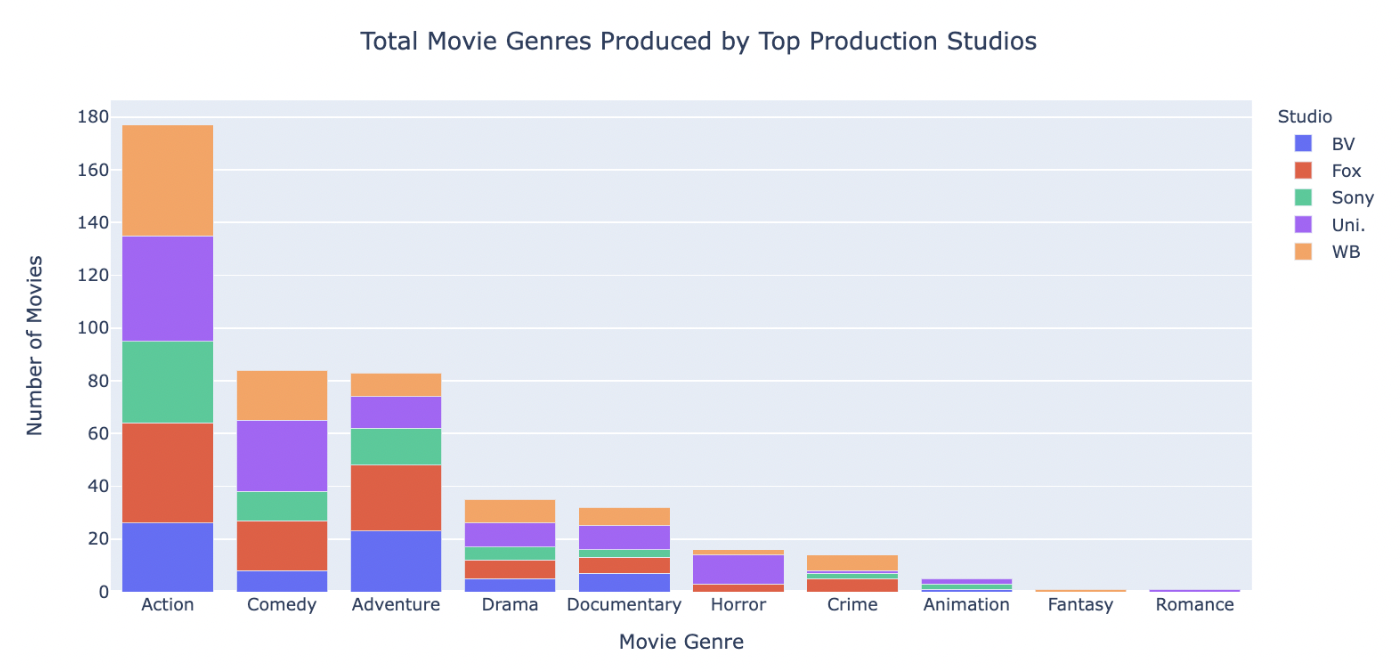 Total Movie Genres Produced by Top Production Studios
Number of Movies
180
160
140
120
100
80
60
40
20
0
Action Comedy Adventure Drama Documentary Horror Crime Animation Fantasy Romance
Movie Genre
Studio
BV
Fox
Sony
Uni.
WB